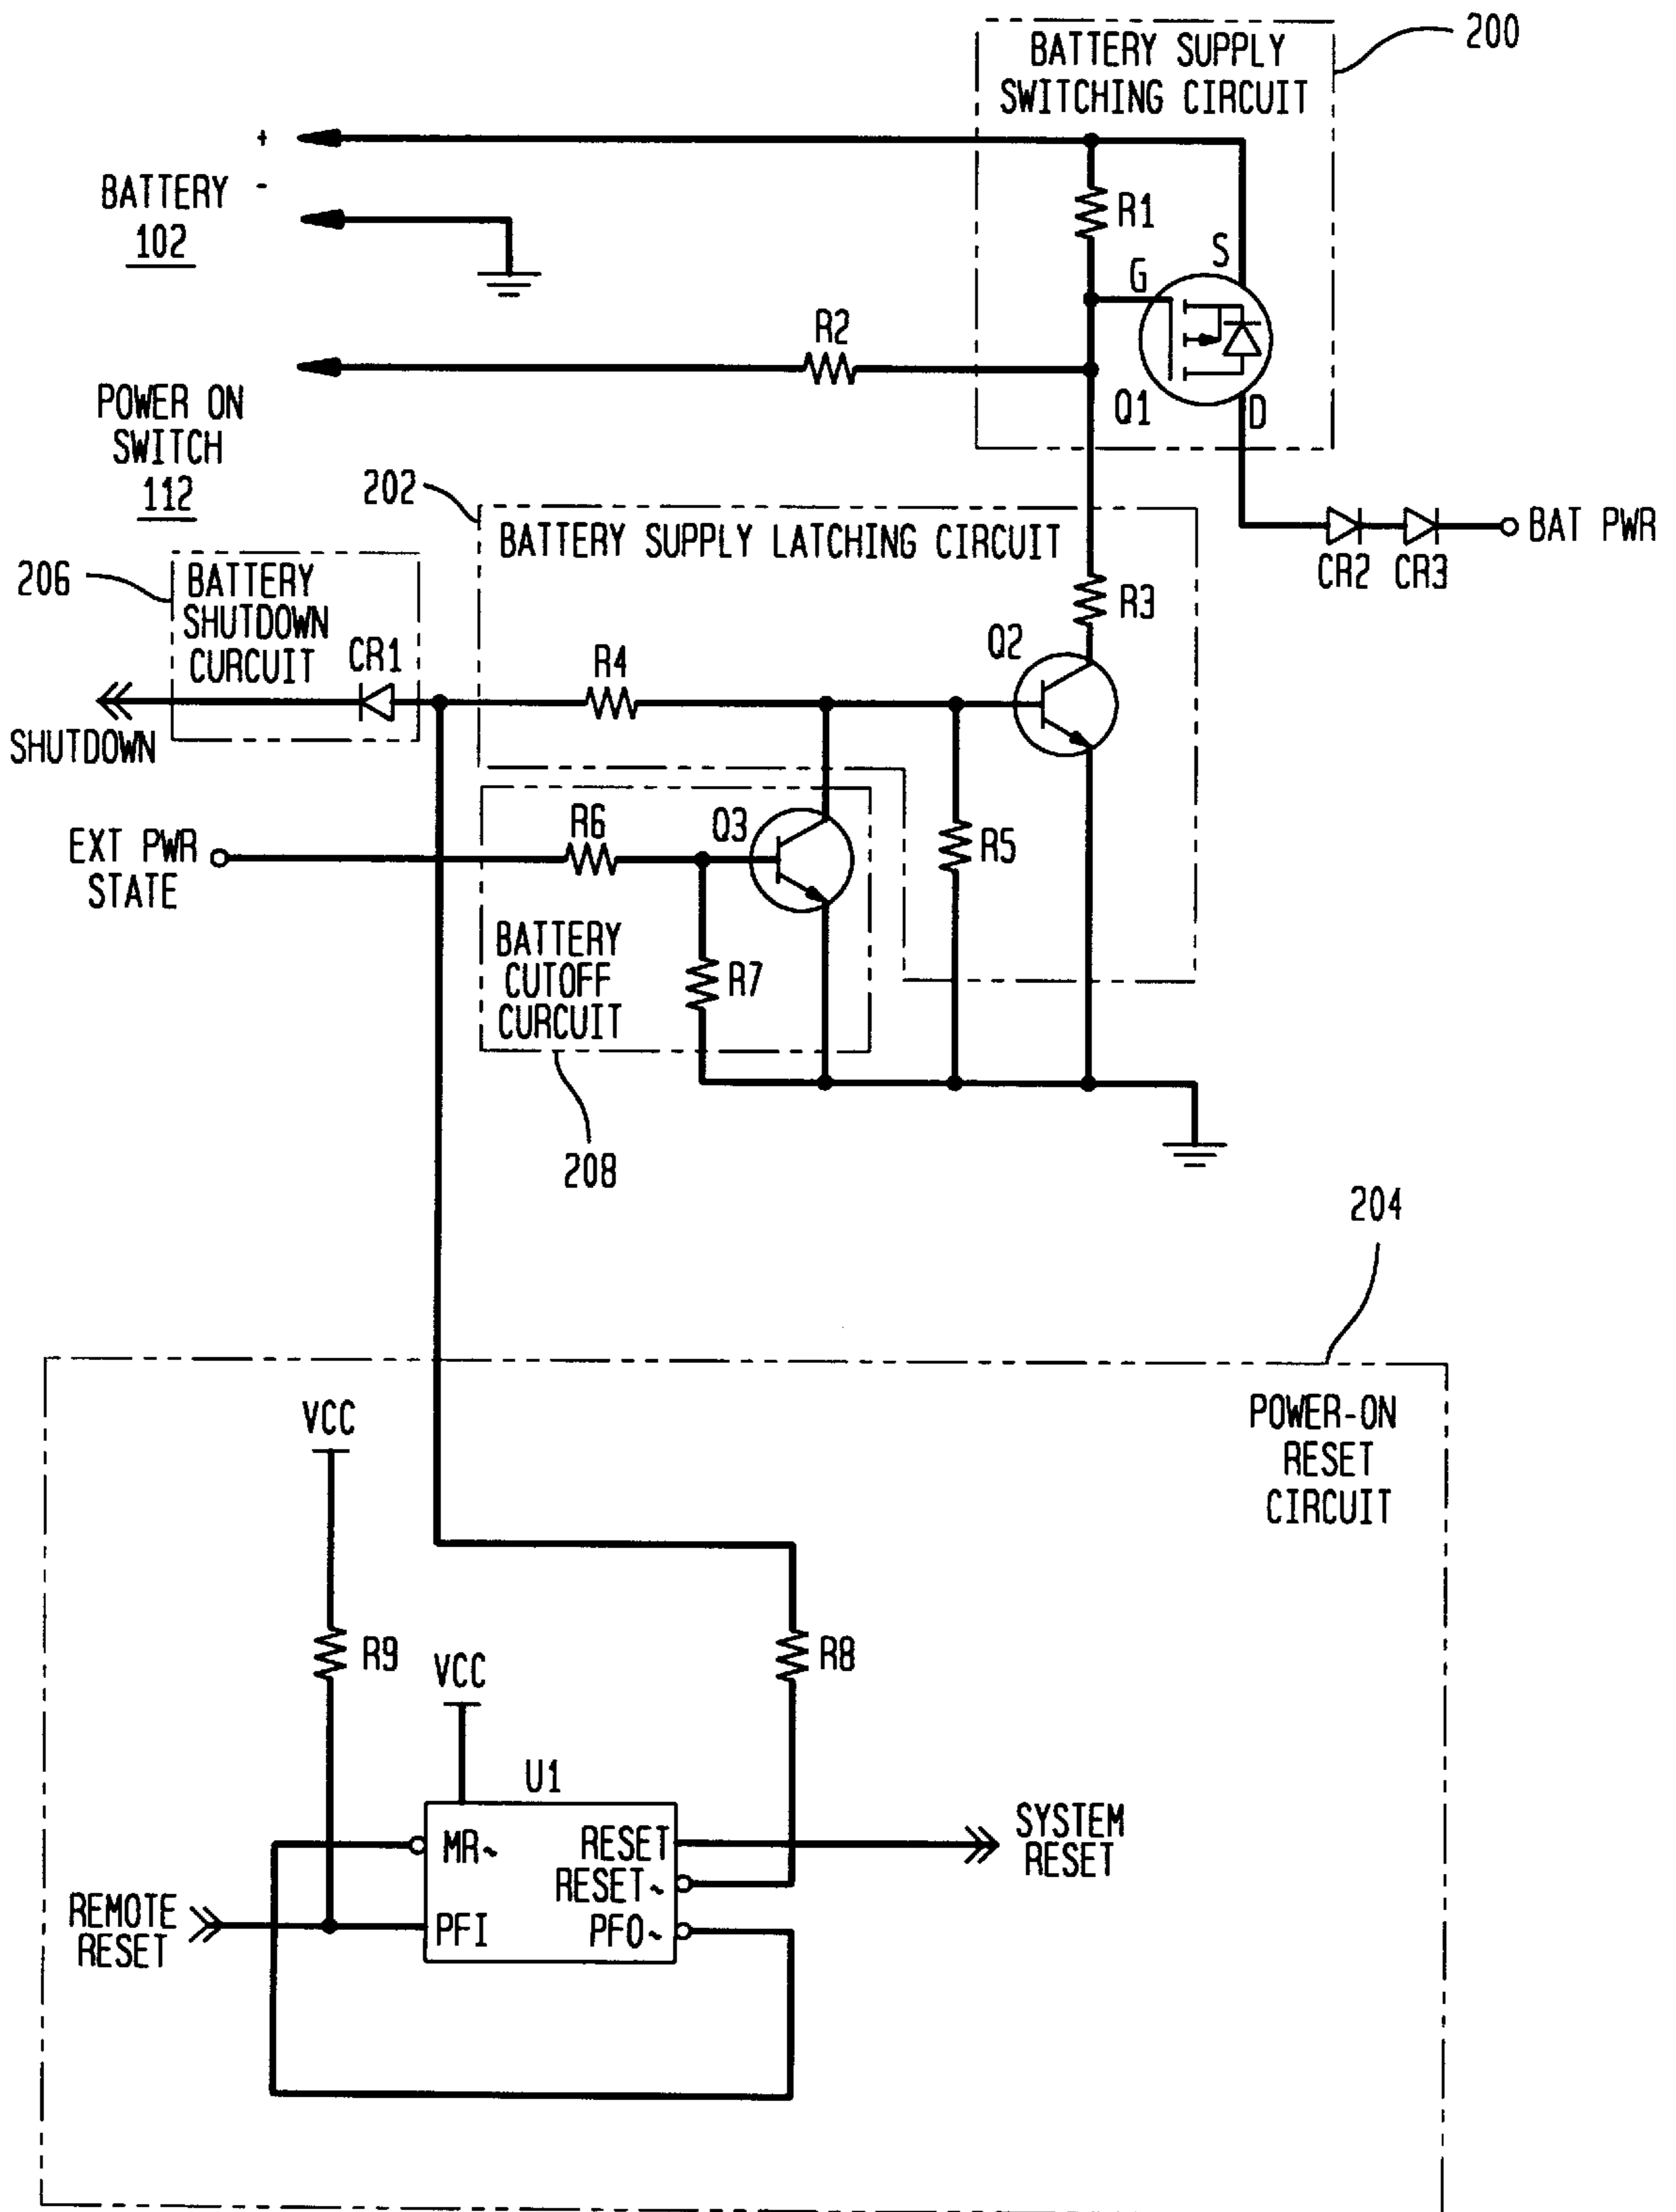 200
BATTERY SUPPLY
SWITCHING CIRCUIT
+
-
BATTERY
102
R1
S
G
R2
Q1
D
POWER ON
SWITCH
112
202
BATTERY SUPPLY LATCHING CIRCUIT
BAT PWR
CR2
CR3
206
BATTERY
SHUTDOWN
CURCUIT
CR1
R3
Q2
R4
SHUTDOWN
EXT PWR
STATE
R6
Q3
R5
BATTERY
CUTOFF
CURCUIT
R7
208
204
POWER-ON
RESET
CIRCUIT
VCC
R9
VCC
R8
U1
MR~
RESET
RESET~
PFI
PFO~
SYSTEM
RESET
REMOTE
RESET